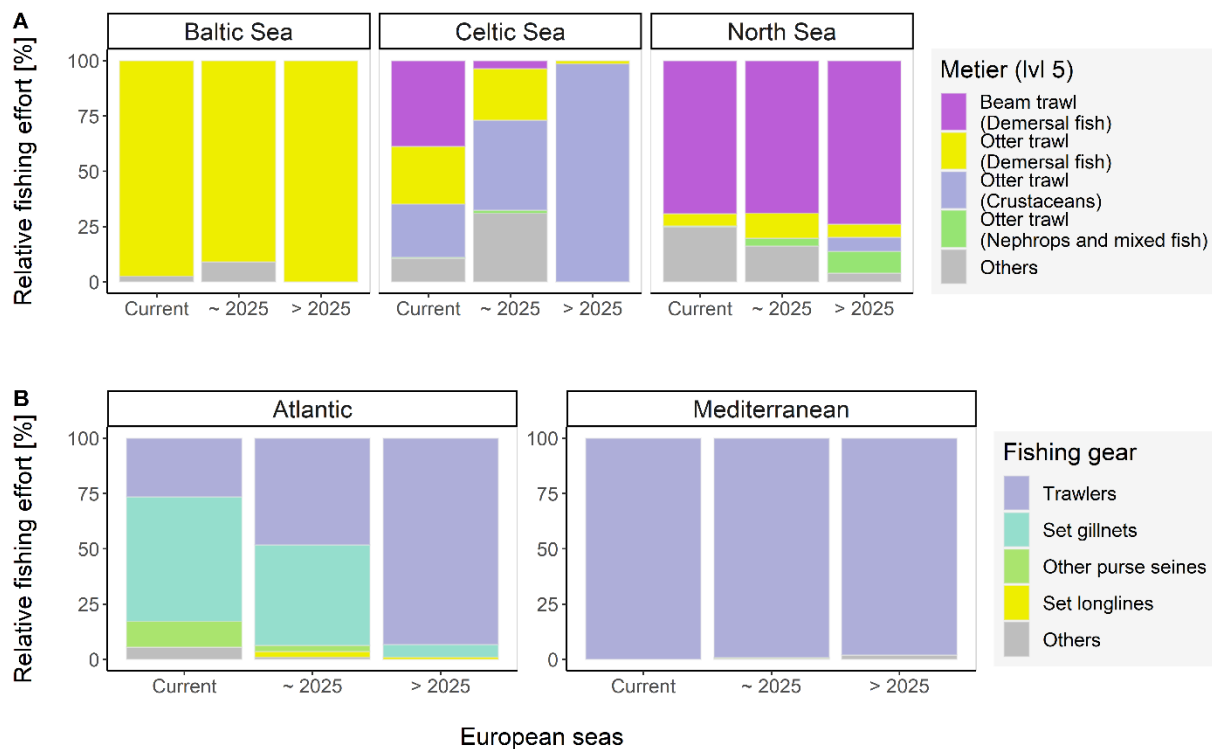 A
Baltic Sea
Celtic Sea
North Sea
Relative fishing effort [%]
100
75
50
25
0
Current
~ 2025
> 2025
Current
~ 2025
> 2025
Current
~ 2025
> 2025
Metier (lvl 5)
Beam trawl
(Demersal fish)
Otter trawl
(Demersal fish)
Otter trawl
(Crustaceans)
Otter trawl
(Nephrops and mixed fish)
Others
B
Atlantic
Mediterranean
Relative fishing effort [%]
100
75
50
25
0
100
75
50
25
0
Current
~ 2025
> 2025
Current
~ 2025
> 2025
Fishing gear
Trawlers
Set gillnets
Other purse seines
Set longlines
Others
European seas